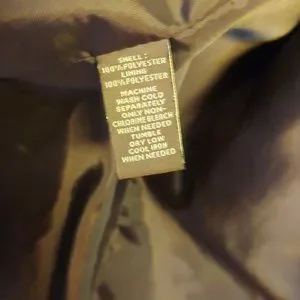 SHELL:
100%POLYESTER
LINING
100%POLYESTER
MACHINE
WASH COLD
SEPARATELY
ONLY NON-
CHLORINE BLEACH
WHEN NEEDED
TUMBLE
DRY LOW
COOL IRON
WHEN NEEDED